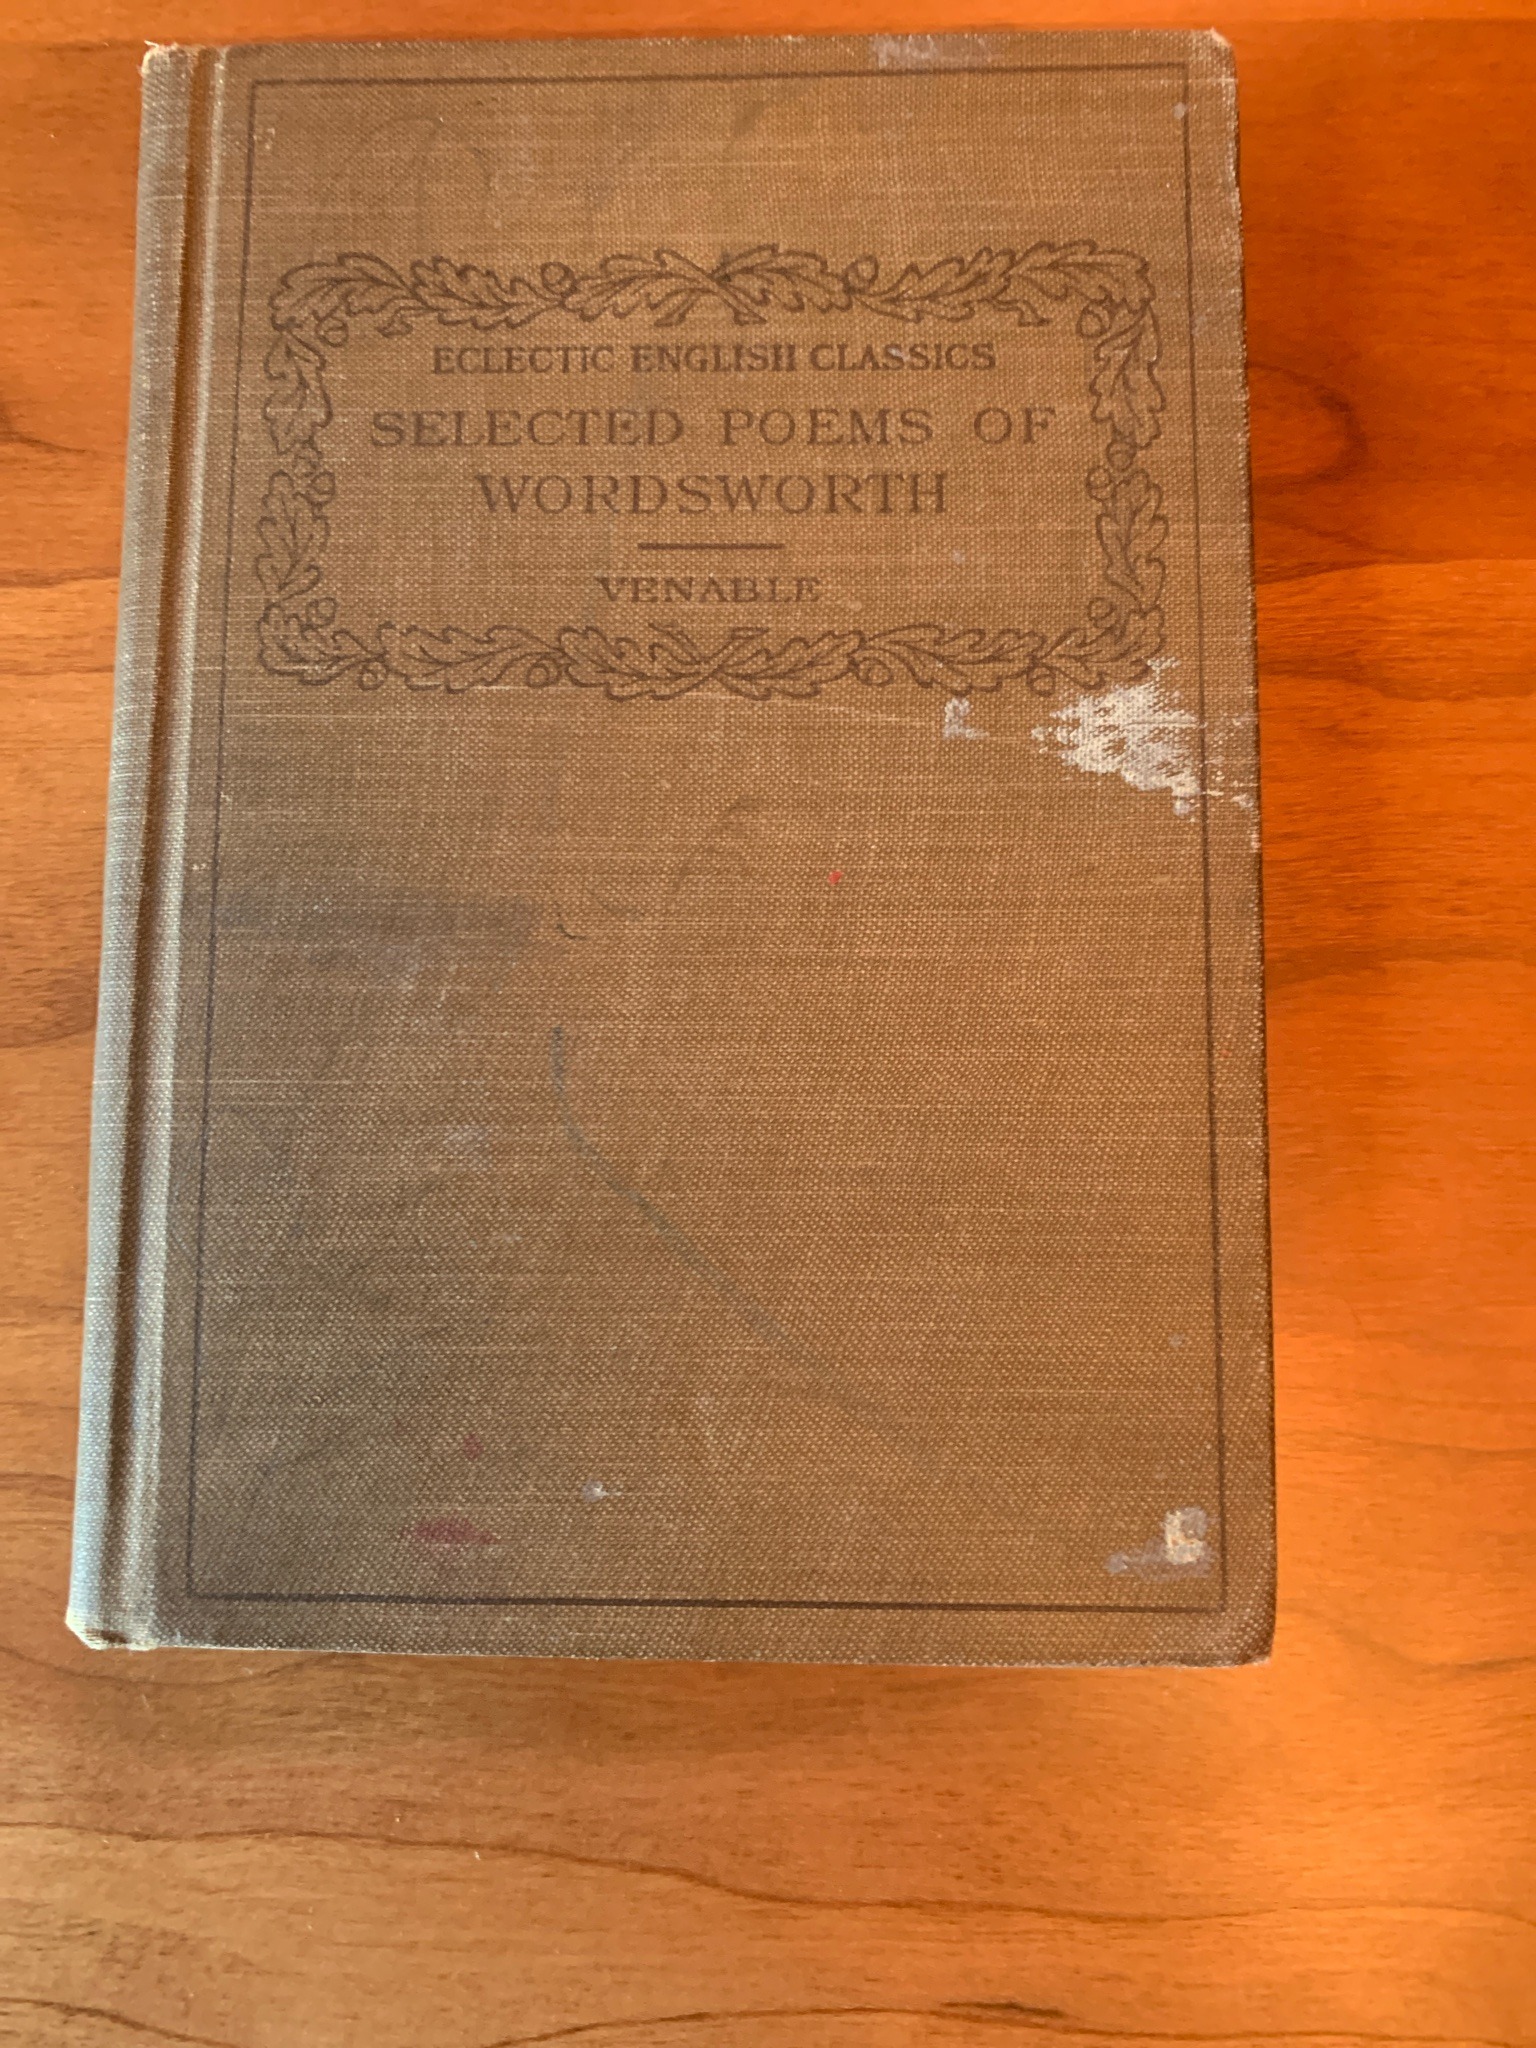 ECLECTIC ENGLISH CLASSICS
SELECTED POEMS OF
WORDSWORTH
VENABLE